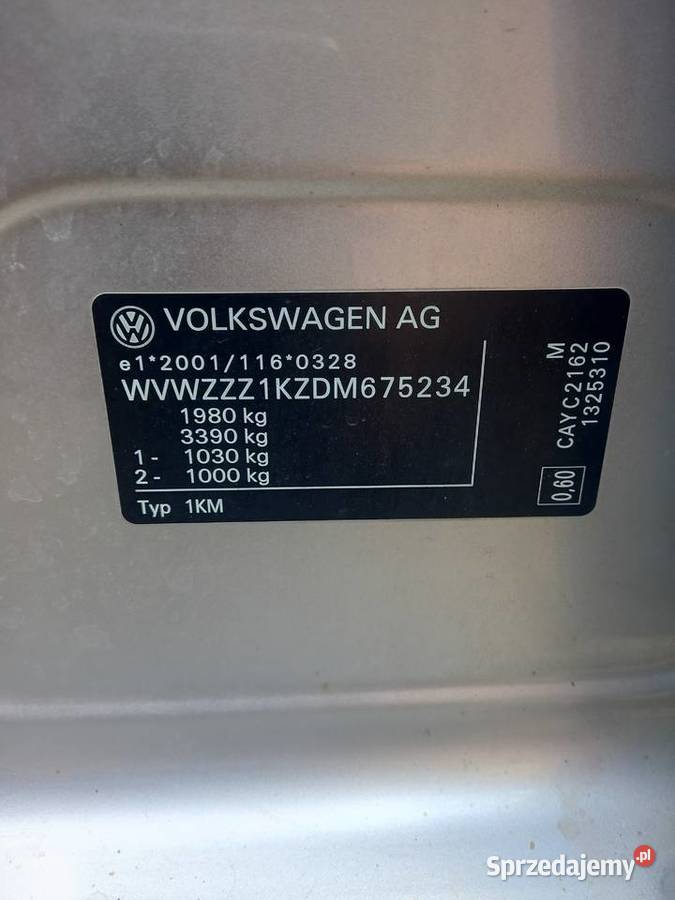 VOLKSWAGEN AG
e1*2001/116*0328
WVWZZZ1KZDM675234
1980 kg
3390 kg
1 - 1030 kg
2 - 1000 kg
Typ 1KM
M
CAYC2162
1325310
0,60
Sprzedajemy.pl